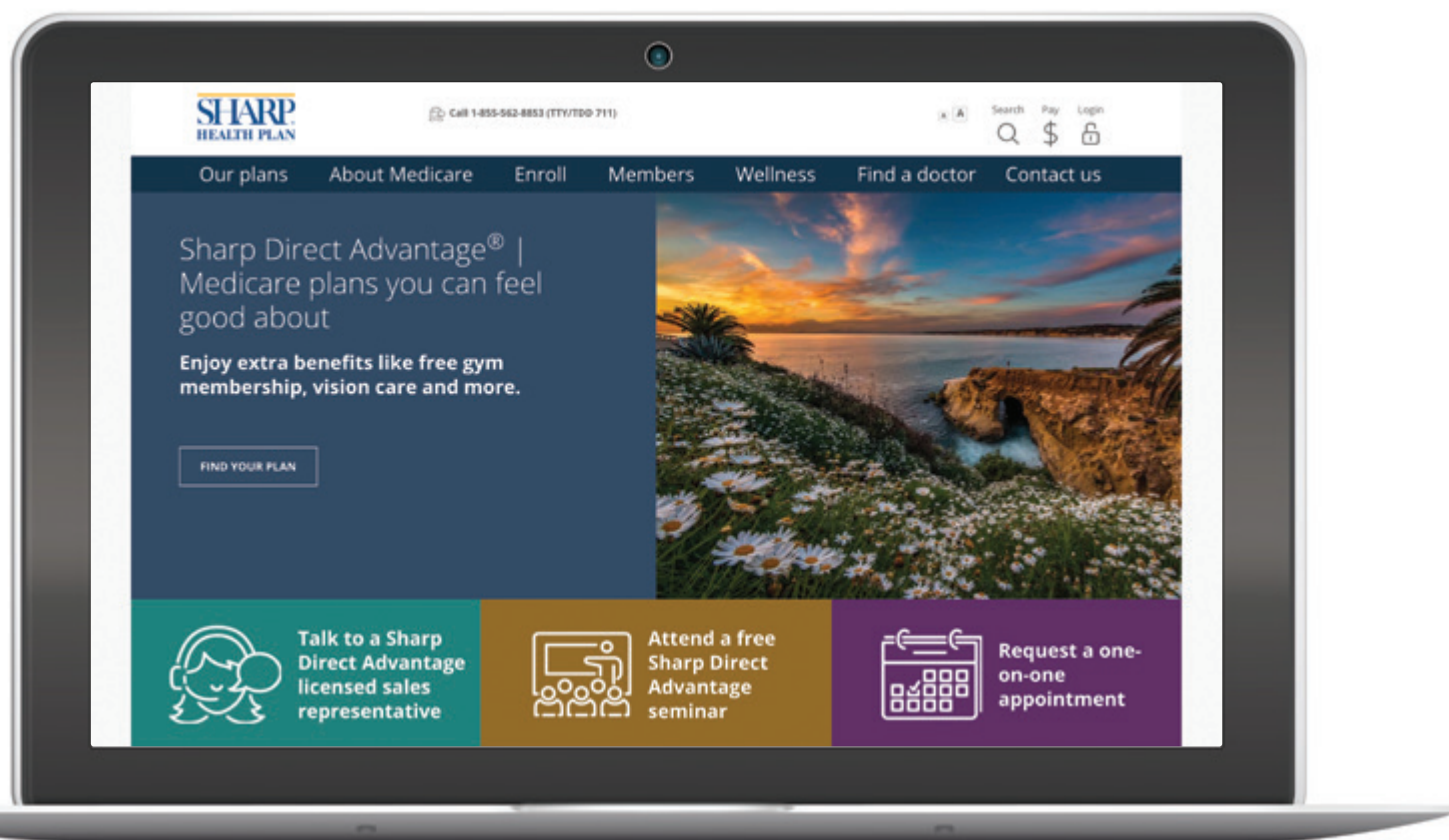 SHARP
HEALTH PLAN
Call 1-855-562-8853 (TTY/TDD 711)
A A
Search Pay Login
Our plans About Medicare Enroll Members Wellness Find a doctor Contact us
Sharp Direct Advantage® |
Medicare plans you can feel
good about
Enjoy extra benefits like free gym
membership, vision care and more.
FIND YOUR PLAN
Talk to a Sharp
Direct Advantage
licensed sales
representative
Attend a free
Sharp Direct
Advantage
seminar
Request a one-
on-one
appointment